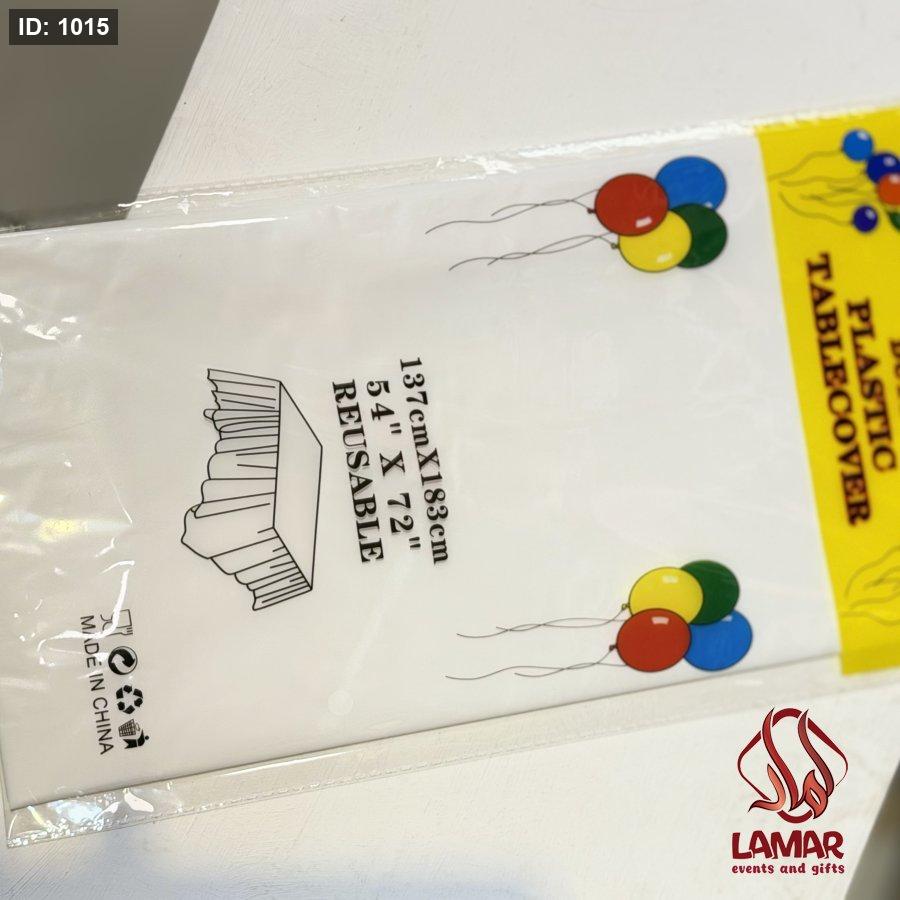 ID: 1015
PLASTIC
TABLECOVER
137cmX183cm
54" X 72"
REUSABLE
MADE IN CHINA
لمار
LAMAR
events and gifts